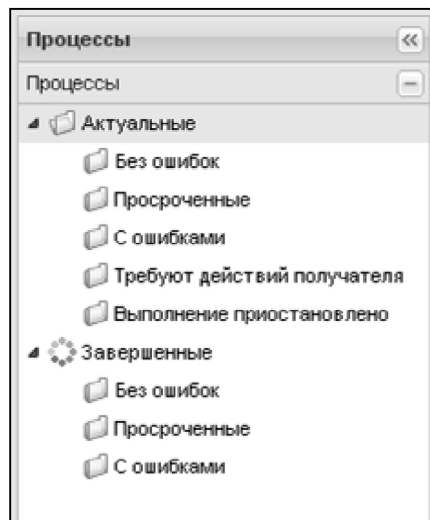 Процессы
Процессы
Актуальные
Без ошибок
Просроченные
С ошибками
Требуют действий получателя
Выполнение приостановлено
Завершенные
Без ошибок
Просроченные
С ошибками